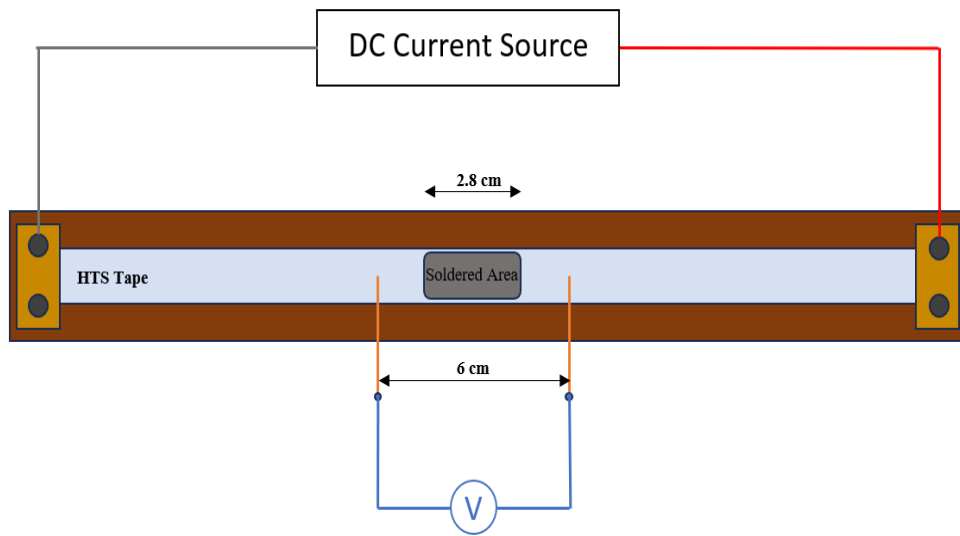 DC Current Source
2.8 cm
HTS Tape
Soldered Area
6 cm
V